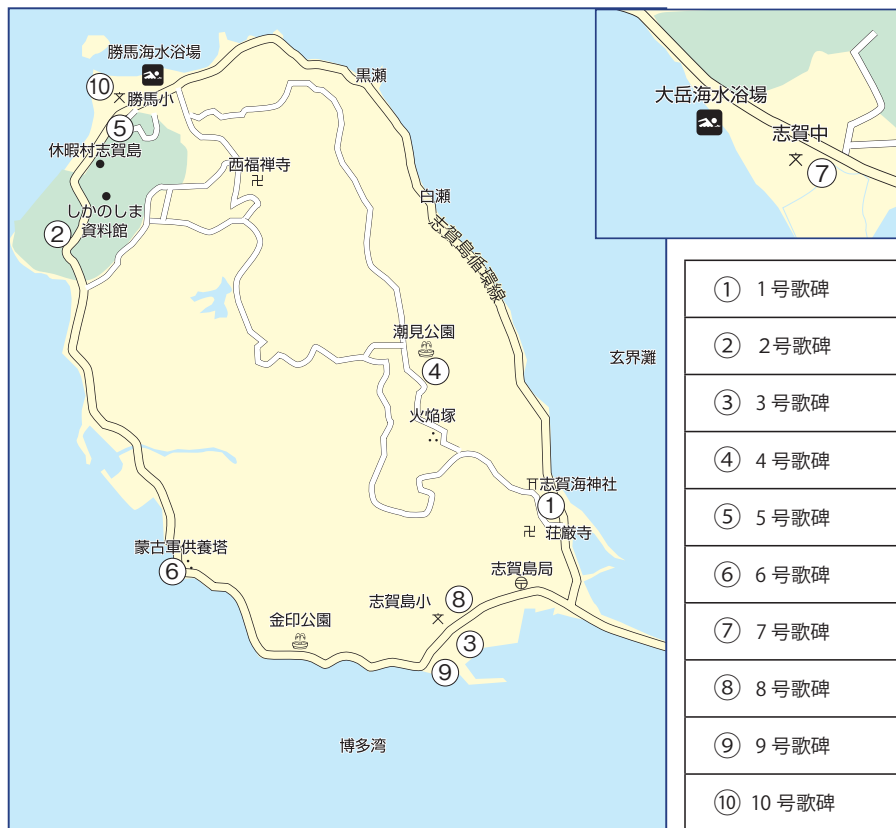 勝馬海水浴場
⑩
勝馬小
⑤
休暇村志賀島
しかのしま
資料館
②
西福禅寺
黒瀬
白瀬
志賀島循環線
潮見公園
④
火焔塚
玄界灘
志賀海神社
①
荘厳寺
志賀島局
蒙古軍供養塔
⑥
志賀島小
⑧
金印公園
③
⑨
博多湾
大岳海水浴場
志賀中
⑦
① 1号歌碑
② 2号歌碑
③ 3号歌碑
④ 4号歌碑
⑤ 5号歌碑
⑥ 6号歌碑
⑦ 7号歌碑
⑧ 8号歌碑
⑨ 9号歌碑
⑩ 10号歌碑